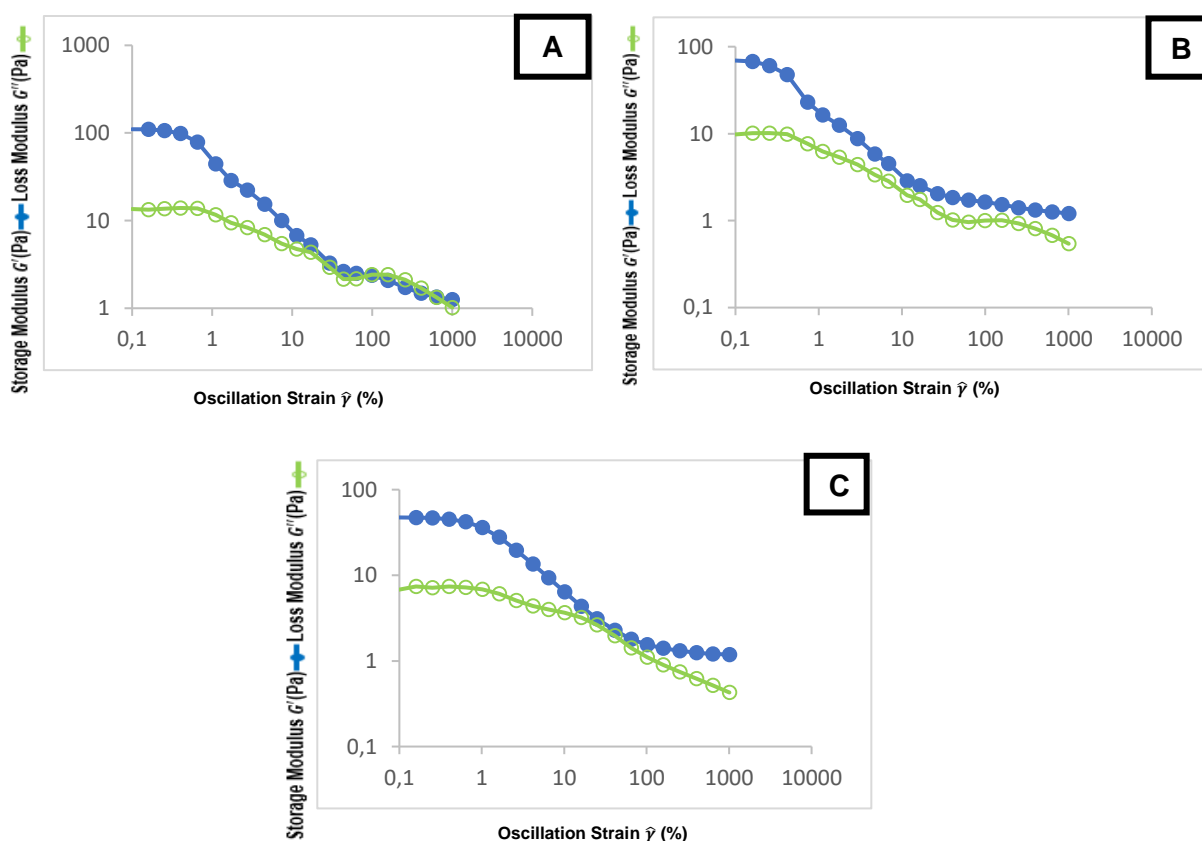 A
Storage Modulus G′(Pa) Loss Modulus G″(Pa)
1000
100
10
1
0,1 1 10 100 1000 10000
Oscillation Strain γ̂ (%)
B
Storage Modulus G′(Pa) Loss Modulus G″(Pa)
100
10
1
0,1
0,1 1 10 100 1000 10000
Oscillation Strain γ̂ (%)
C
Storage Modulus G′(Pa) Loss Modulus G″(Pa)
100
10
1
0,1
0,1 1 10 100 1000 10000
Oscillation Strain γ̂ (%)